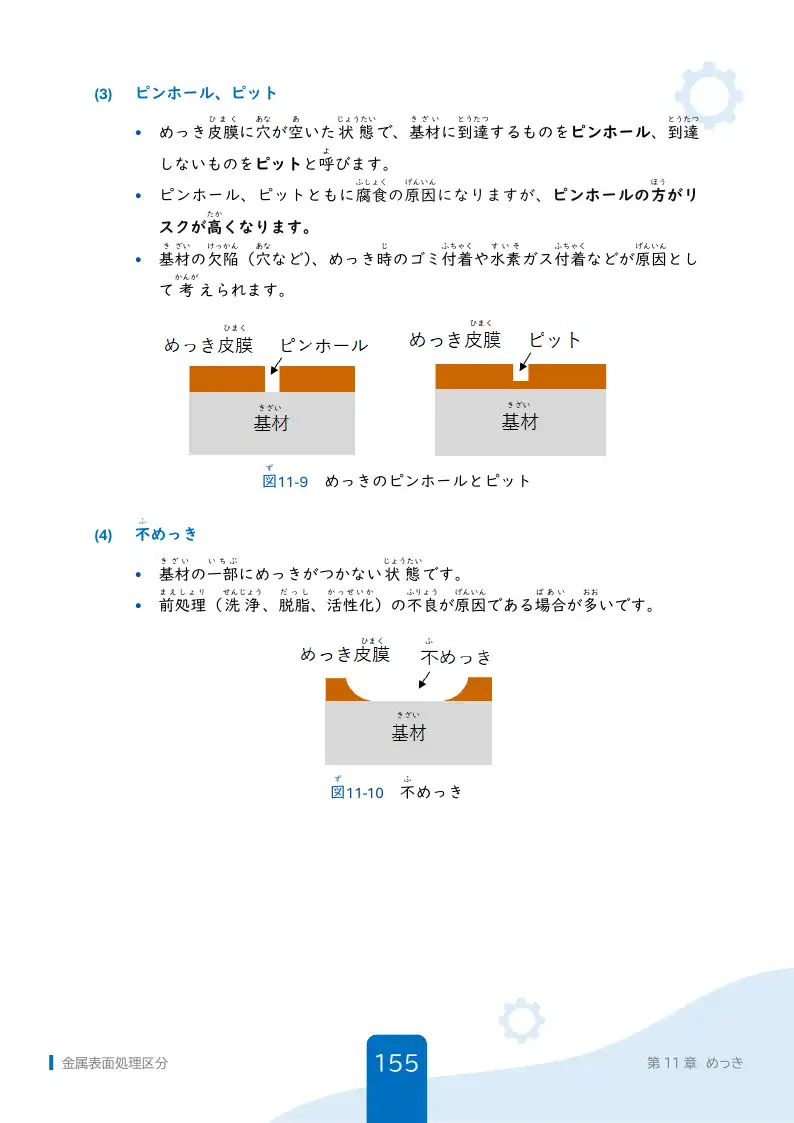 (3) ピンホール、ピット
• めっき皮膜に穴が空いた状態で、基材に到達するものをピンホール、到達
しないものをピットと呼びます。
• ピンホール、ピットともに腐食の原因になりますが、ピンホールの方がリ
スクが高くなります。
• 基材の欠陥（穴など）、めっき時のゴミ付着や水素ガス付着などが原因とし
て考えられます。
めっき皮膜 ピンホール
基材
めっき皮膜 ピット
基材
図11-9 めっきのピンホールとピット
(4) 不めっき
• 基材の一部にめっきがつかない状態です。
• 前処理（洗浄、脱脂、活性化）の不良が原因である場合が多いです。
めっき皮膜 不めっき
基材
図11-10 不めっき
金属表面処理区分
155
第 11 章 めっき